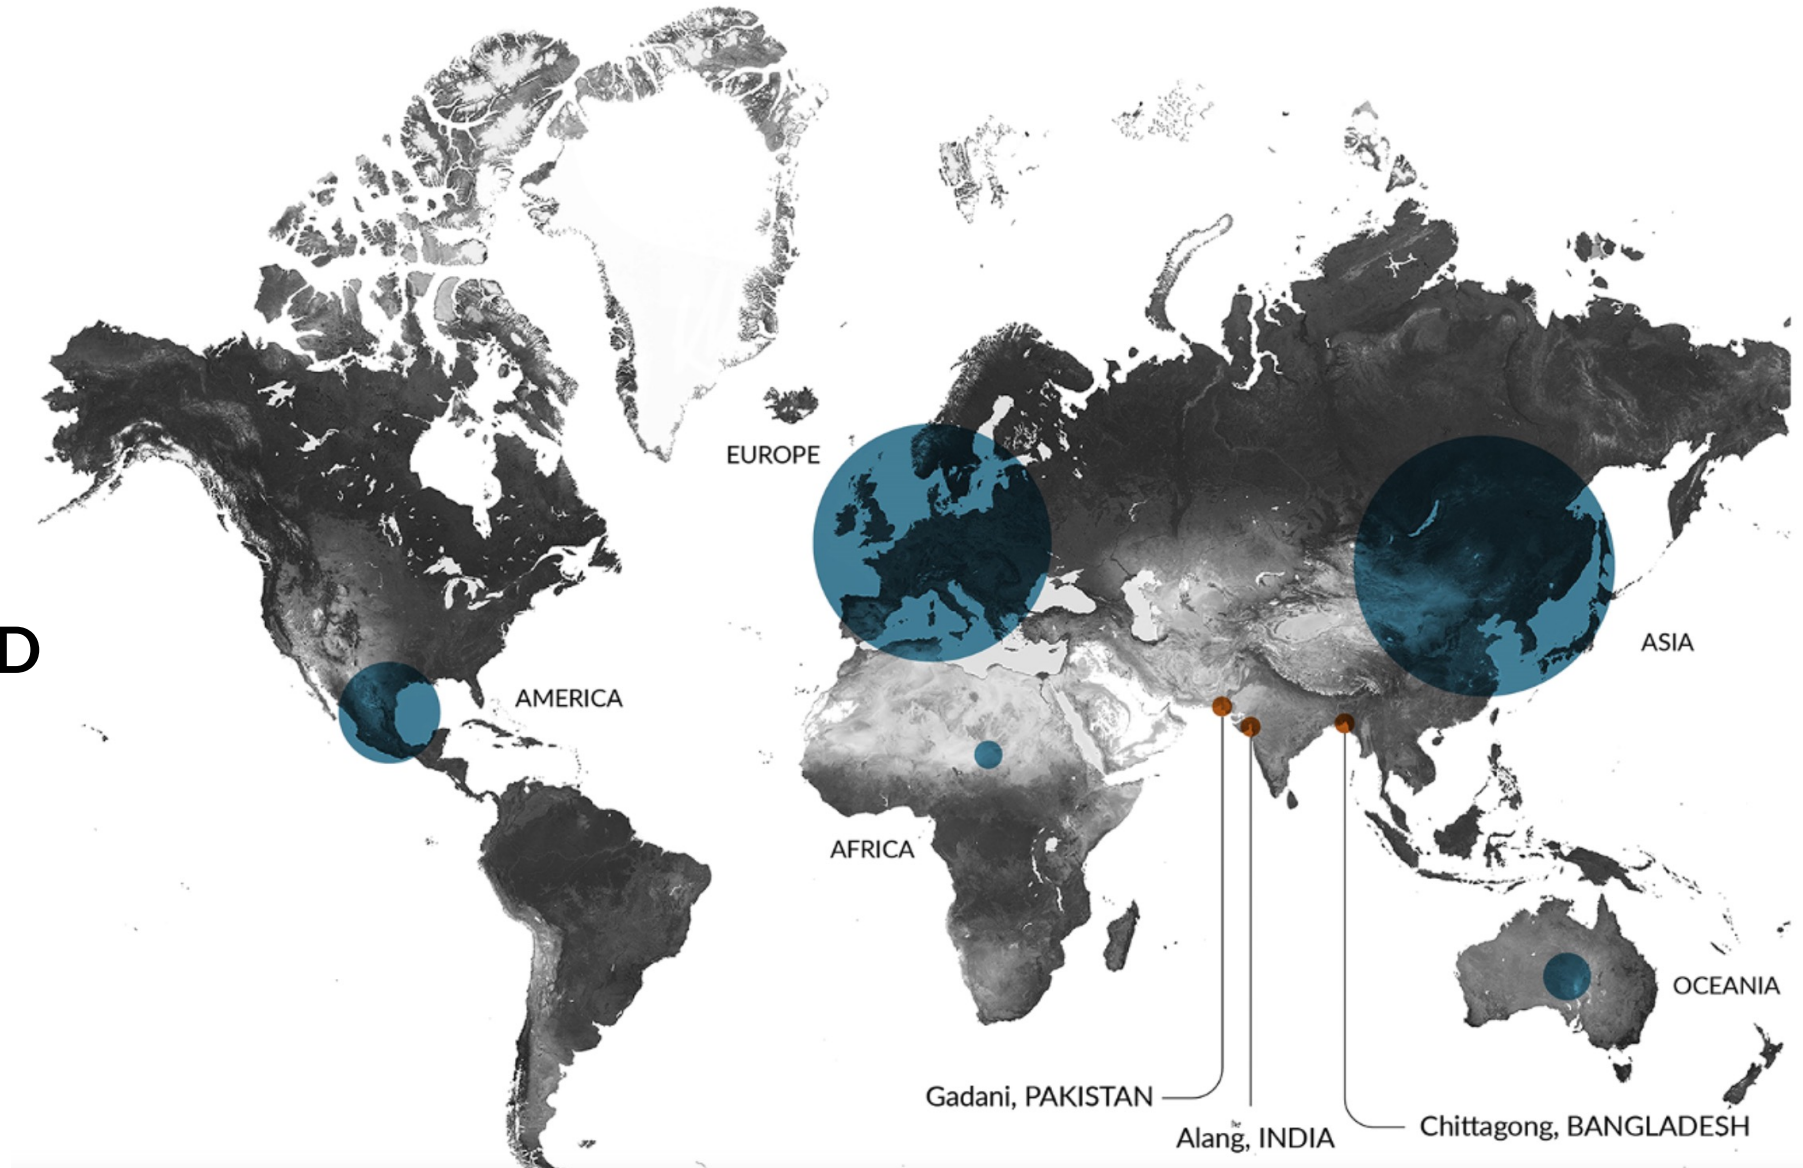 EUROPE
D
ASIA
AMERICA
AFRICA
OCEANIA
Gadani, PAKISTAN
Alang, INDIA
Chittagong, BANGLADESH